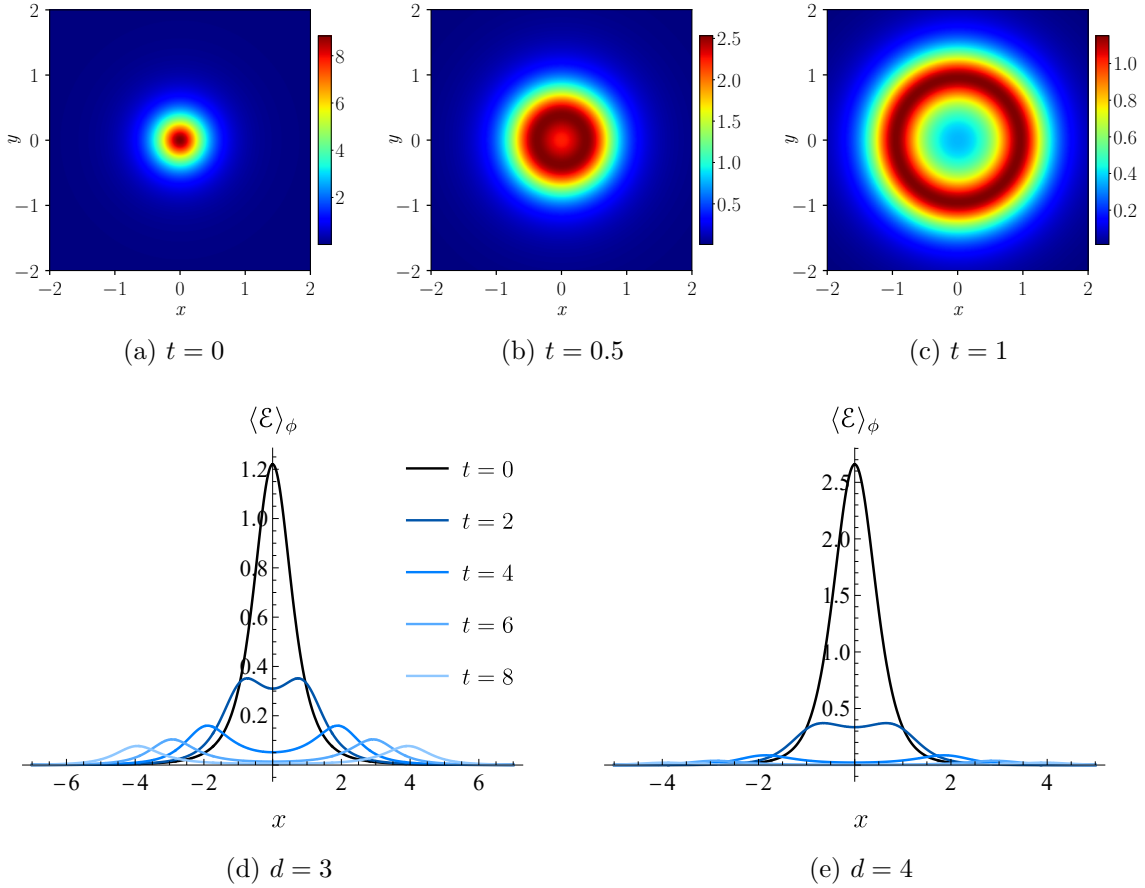 2
1
0
−1
−2
y
−2 −1 0 1 2
x
8
6
4
2
(a) t = 0
2
1
0
−1
−2
y
−2 −1 0 1 2
x
2.5
2.0
1.5
1.0
0.5
(b) t = 0.5
2
1
0
−1
−2
y
−2 −1 0 1 2
x
1.0
0.8
0.6
0.4
0.2
(c) t = 1
⟨ℰ⟩ϕ
1.2
1.0
0.8
0.6
0.4
0.2
−6 −4 −2 0 2 4 6
x
t = 0
t = 2
t = 4
t = 6
t = 8
(d) d = 3
⟨ℰ⟩ϕ
2.5
2.0
1.5
1.0
0.5
−4 −2 0 2 4
x
(e) d = 4